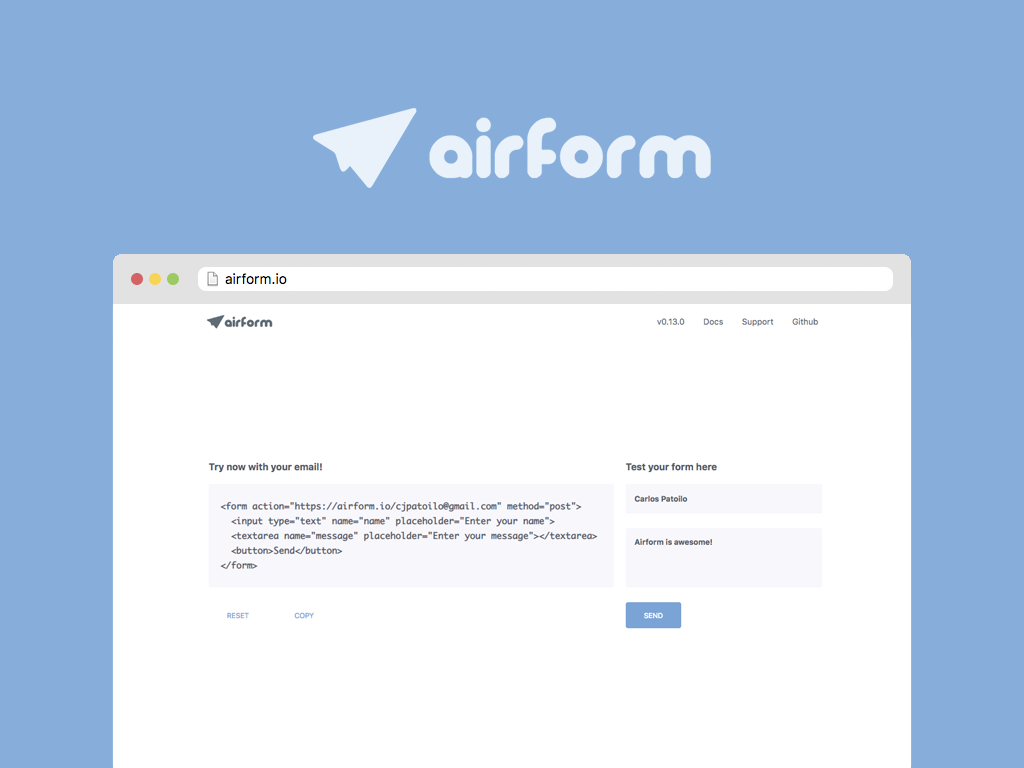 airform
airform.io
airform
v0.13.0 Docs Support Github
Try now with your email!
<form action="https://airform.io/cjpatoilo@gmail.com" method="post">
<input type="text" name="name" placeholder="Enter your name">
<textarea name="message" placeholder="Enter your message"></textarea>
<button>Send</button>
</form>
RESET COPY
Test your form here
Carlos Patoilo
Airform is awesome!
SEND